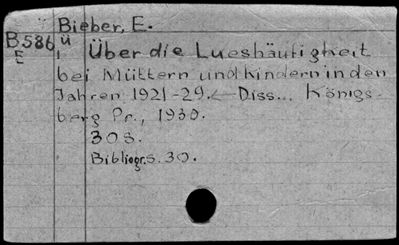 Bieber, E.
B586 ü
E
Über die Lueshäufigkeit
bei Müttern und Kindern in den
Jahren 1921-29. Diss... Königs-
berg Pr., 1930.
30 S.
Bibliogr. S. 30.